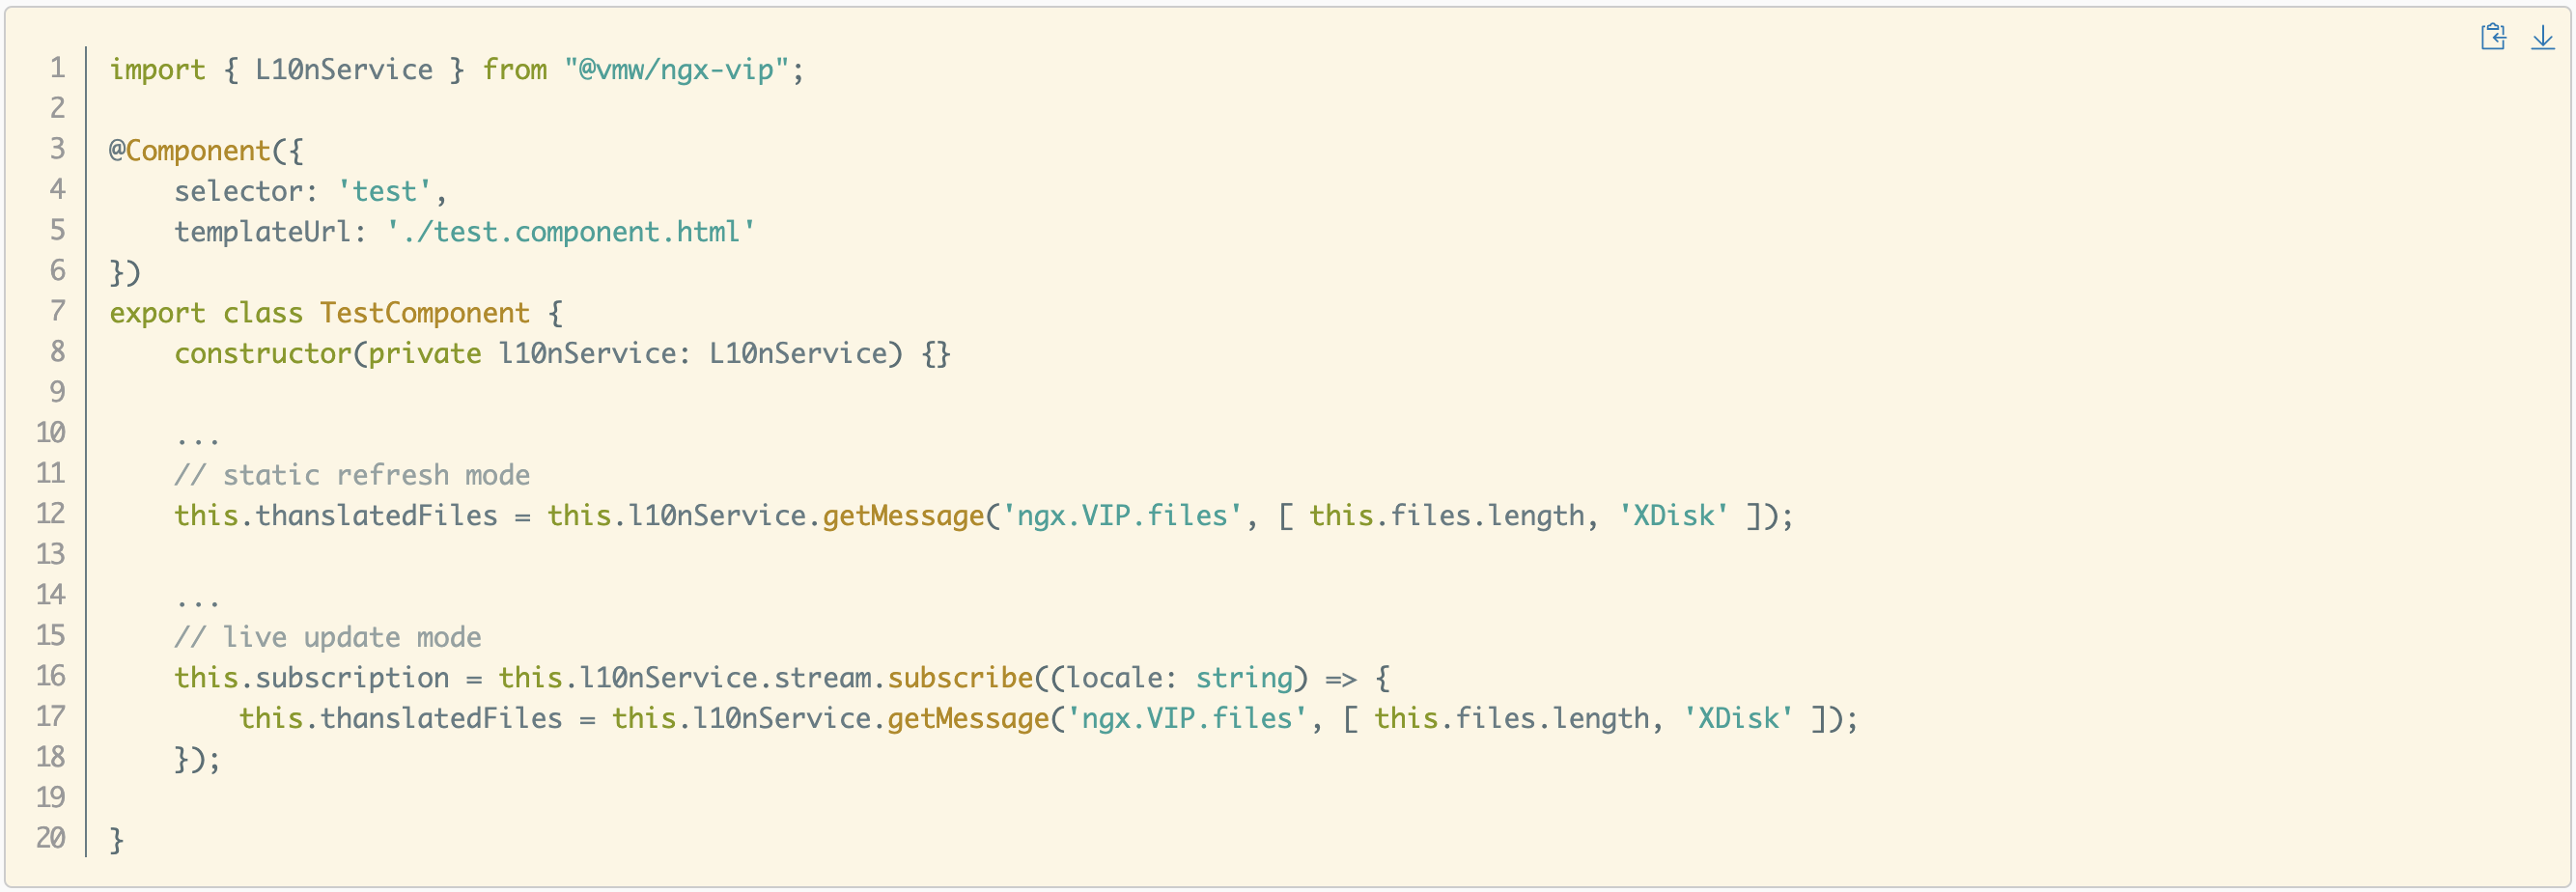 1 import { L10nService } from "@vmw/ngx-vip";
2
3 @Component({
4     selector: 'test',
5     templateUrl: './test.component.html'
6 })
7 export class TestComponent {
8     constructor(private l10nService: L10nService) {}
9
10     ...
11     // static refresh mode
12     this.thanslatedFiles = this.l10nService.getMessage('ngx.VIP.files', [ this.files.length, 'XDisk' ]);
13
14     ...
15     // live update mode
16     this.subscription = this.l10nService.stream.subscribe((locale: string) => {
17         this.thanslatedFiles = this.l10nService.getMessage('ngx.VIP.files', [ this.files.length, 'XDisk' ]);
18     });
19
20 }